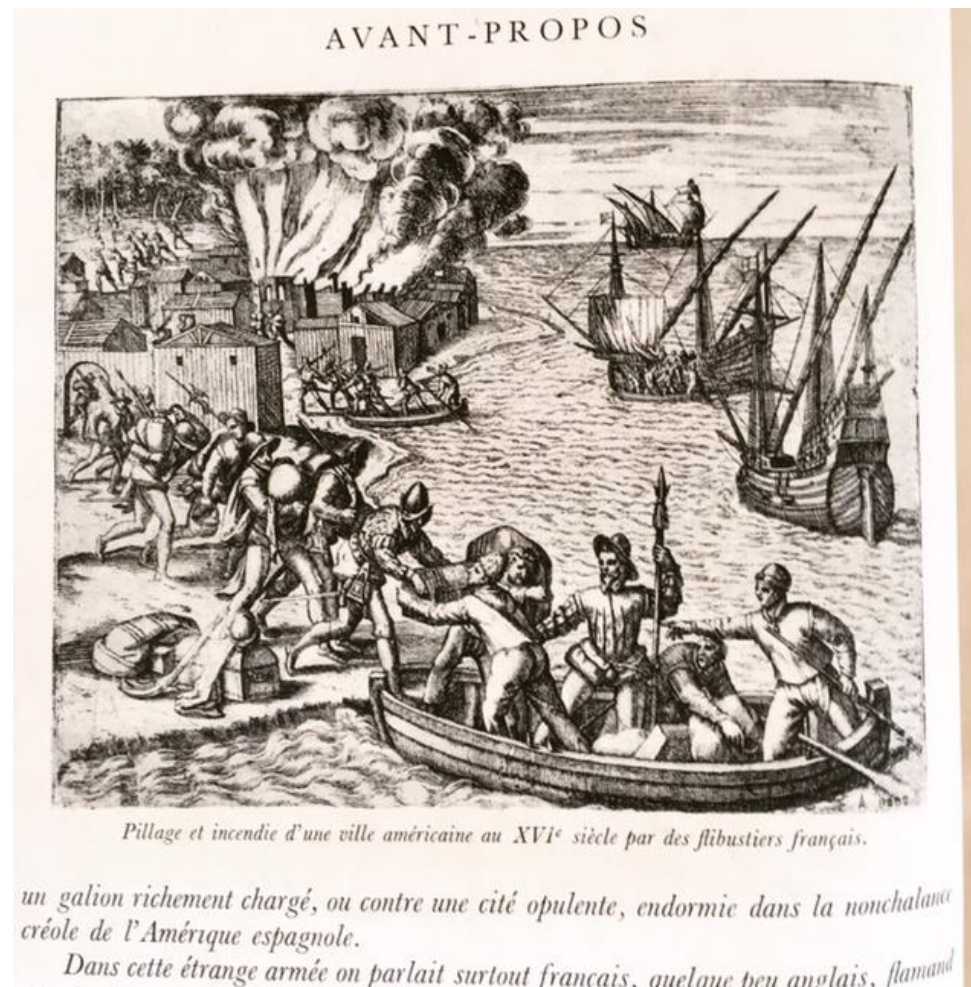 AVANT-PROPOS
Pillage et incendie d'une ville américaine au XVIe siècle par des flibustiers français.
un galion richement chargé, ou contre une cité opulente, endormie dans la nonchalance
créole de l'Amérique espagnole.
Dans cette étrange armée on parlait surtout français, quelque peu anglais, flamand